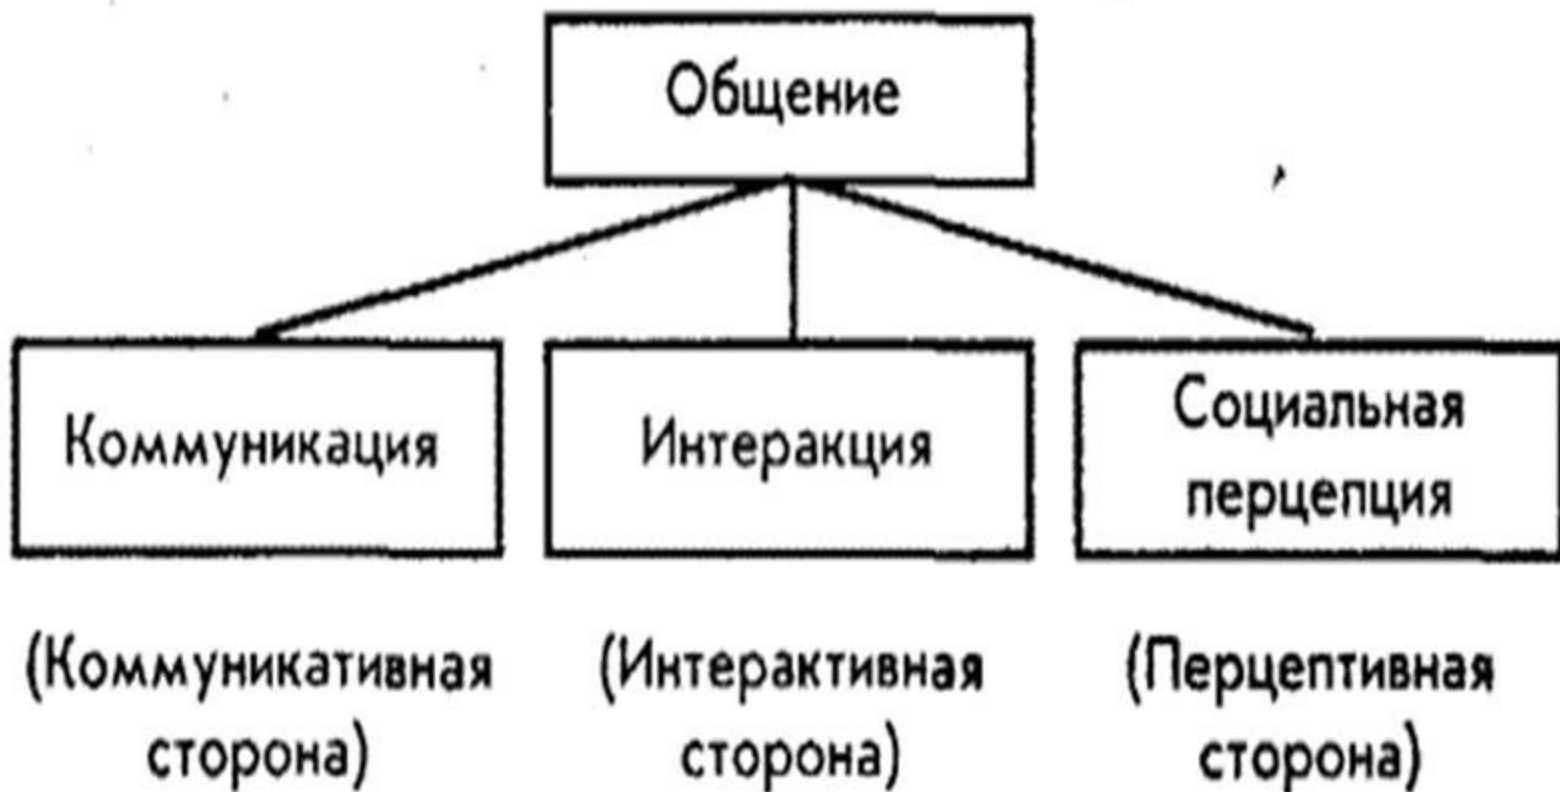 Общение
Коммуникация
Интеракция
Социальная
перцепция
(Коммуникативная
сторона)
(Интерактивная
сторона)
(Перцептивная
сторона)